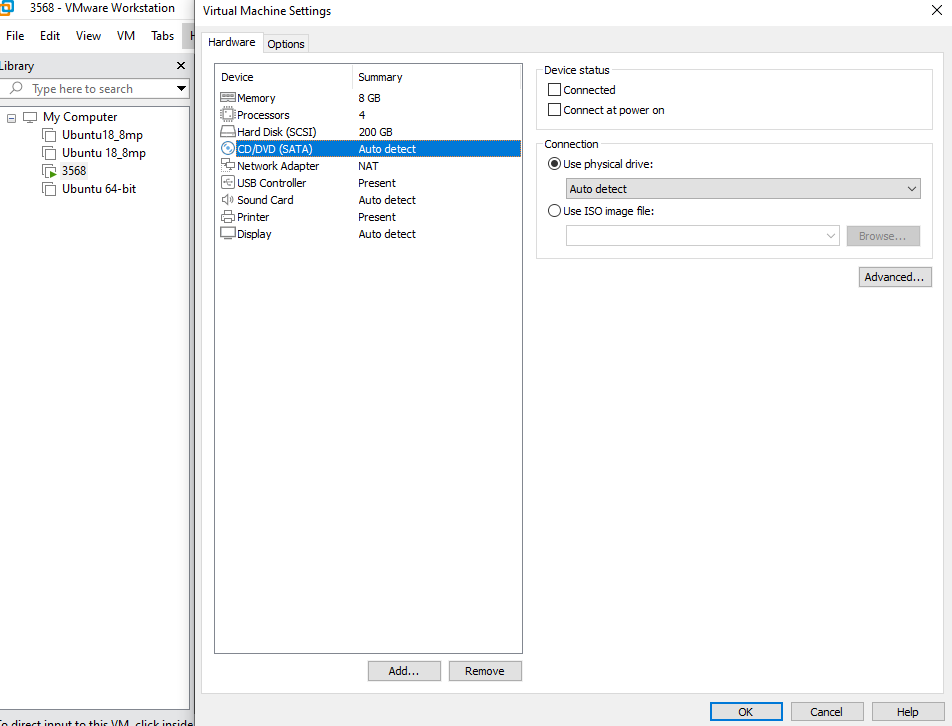 3568 - VMware Workstation
Virtual Machine Settings
File Edit View VM Tabs
Hardware Options
Library
Type here to search
My Computer
Ubuntu18_8mp
Ubuntu 18_8mp
3568
Ubuntu 64-bit
Device Summary
Memory 8 GB
Processors 4
Hard Disk (SCSI) 200 GB
CD/DVD (SATA) Auto detect
Network Adapter NAT
USB Controller Present
Sound Card Auto detect
Printer Present
Display Auto detect
Device status
Connected
Connect at power on
Connection
Use physical drive:
Auto detect
Use ISO image file:
Browse...
Advanced...
Add... Remove
OK Cancel Help
To direct input to this VM, click inside